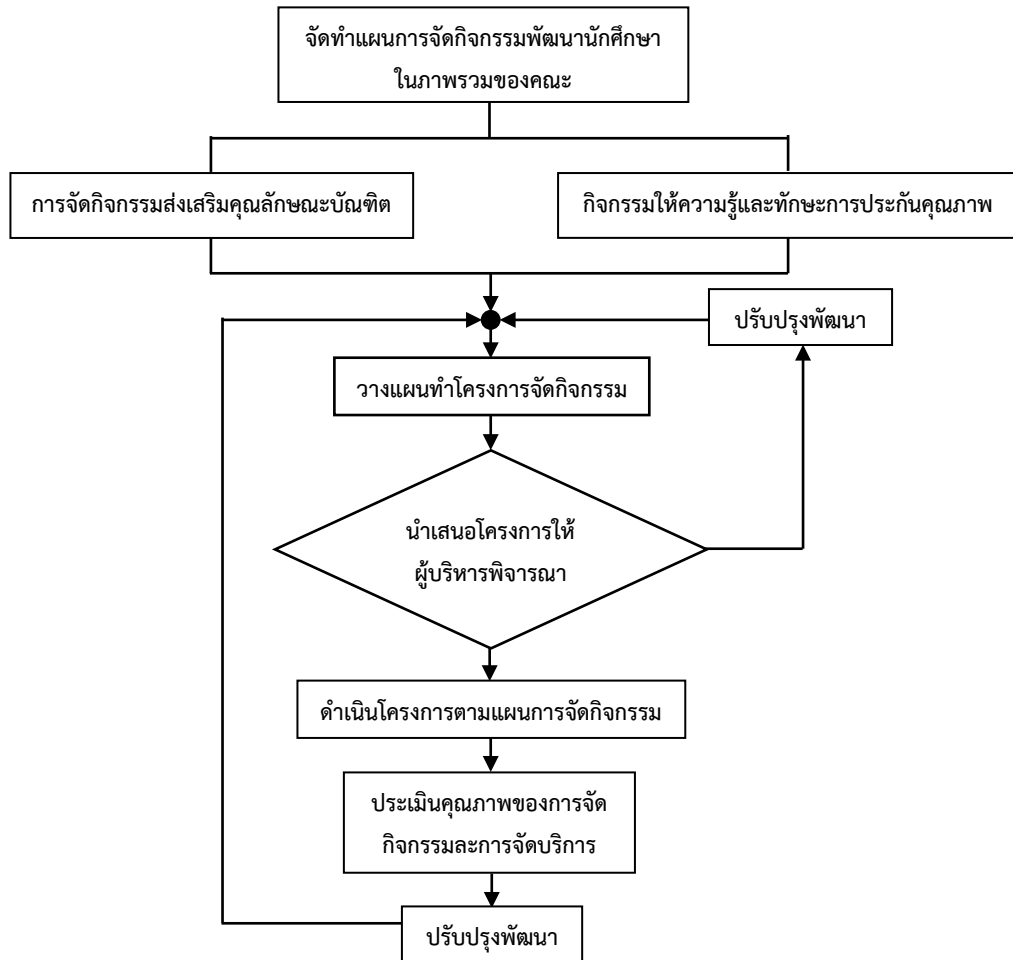 จัดทำแผนการจัดกิจกรรมพัฒนานักศึกษา
ในภาพรวมของคณะ
การจัดกิจกรรมส่งเสริมคุณลักษณะบัณฑิต
กิจกรรมให้ความรู้และทักษะการประกันคุณภาพ
ปรับปรุงพัฒนา
วางแผนทำโครงการจัดกิจกรรม
นำเสนอโครงการให้
ผู้บริหารพิจารณา
ดำเนินโครงการตามแผนการจัดกิจกรรม
ประเมินคุณภาพของการจัด
กิจกรรมละการจัดบริการ
ปรับปรุงพัฒนา